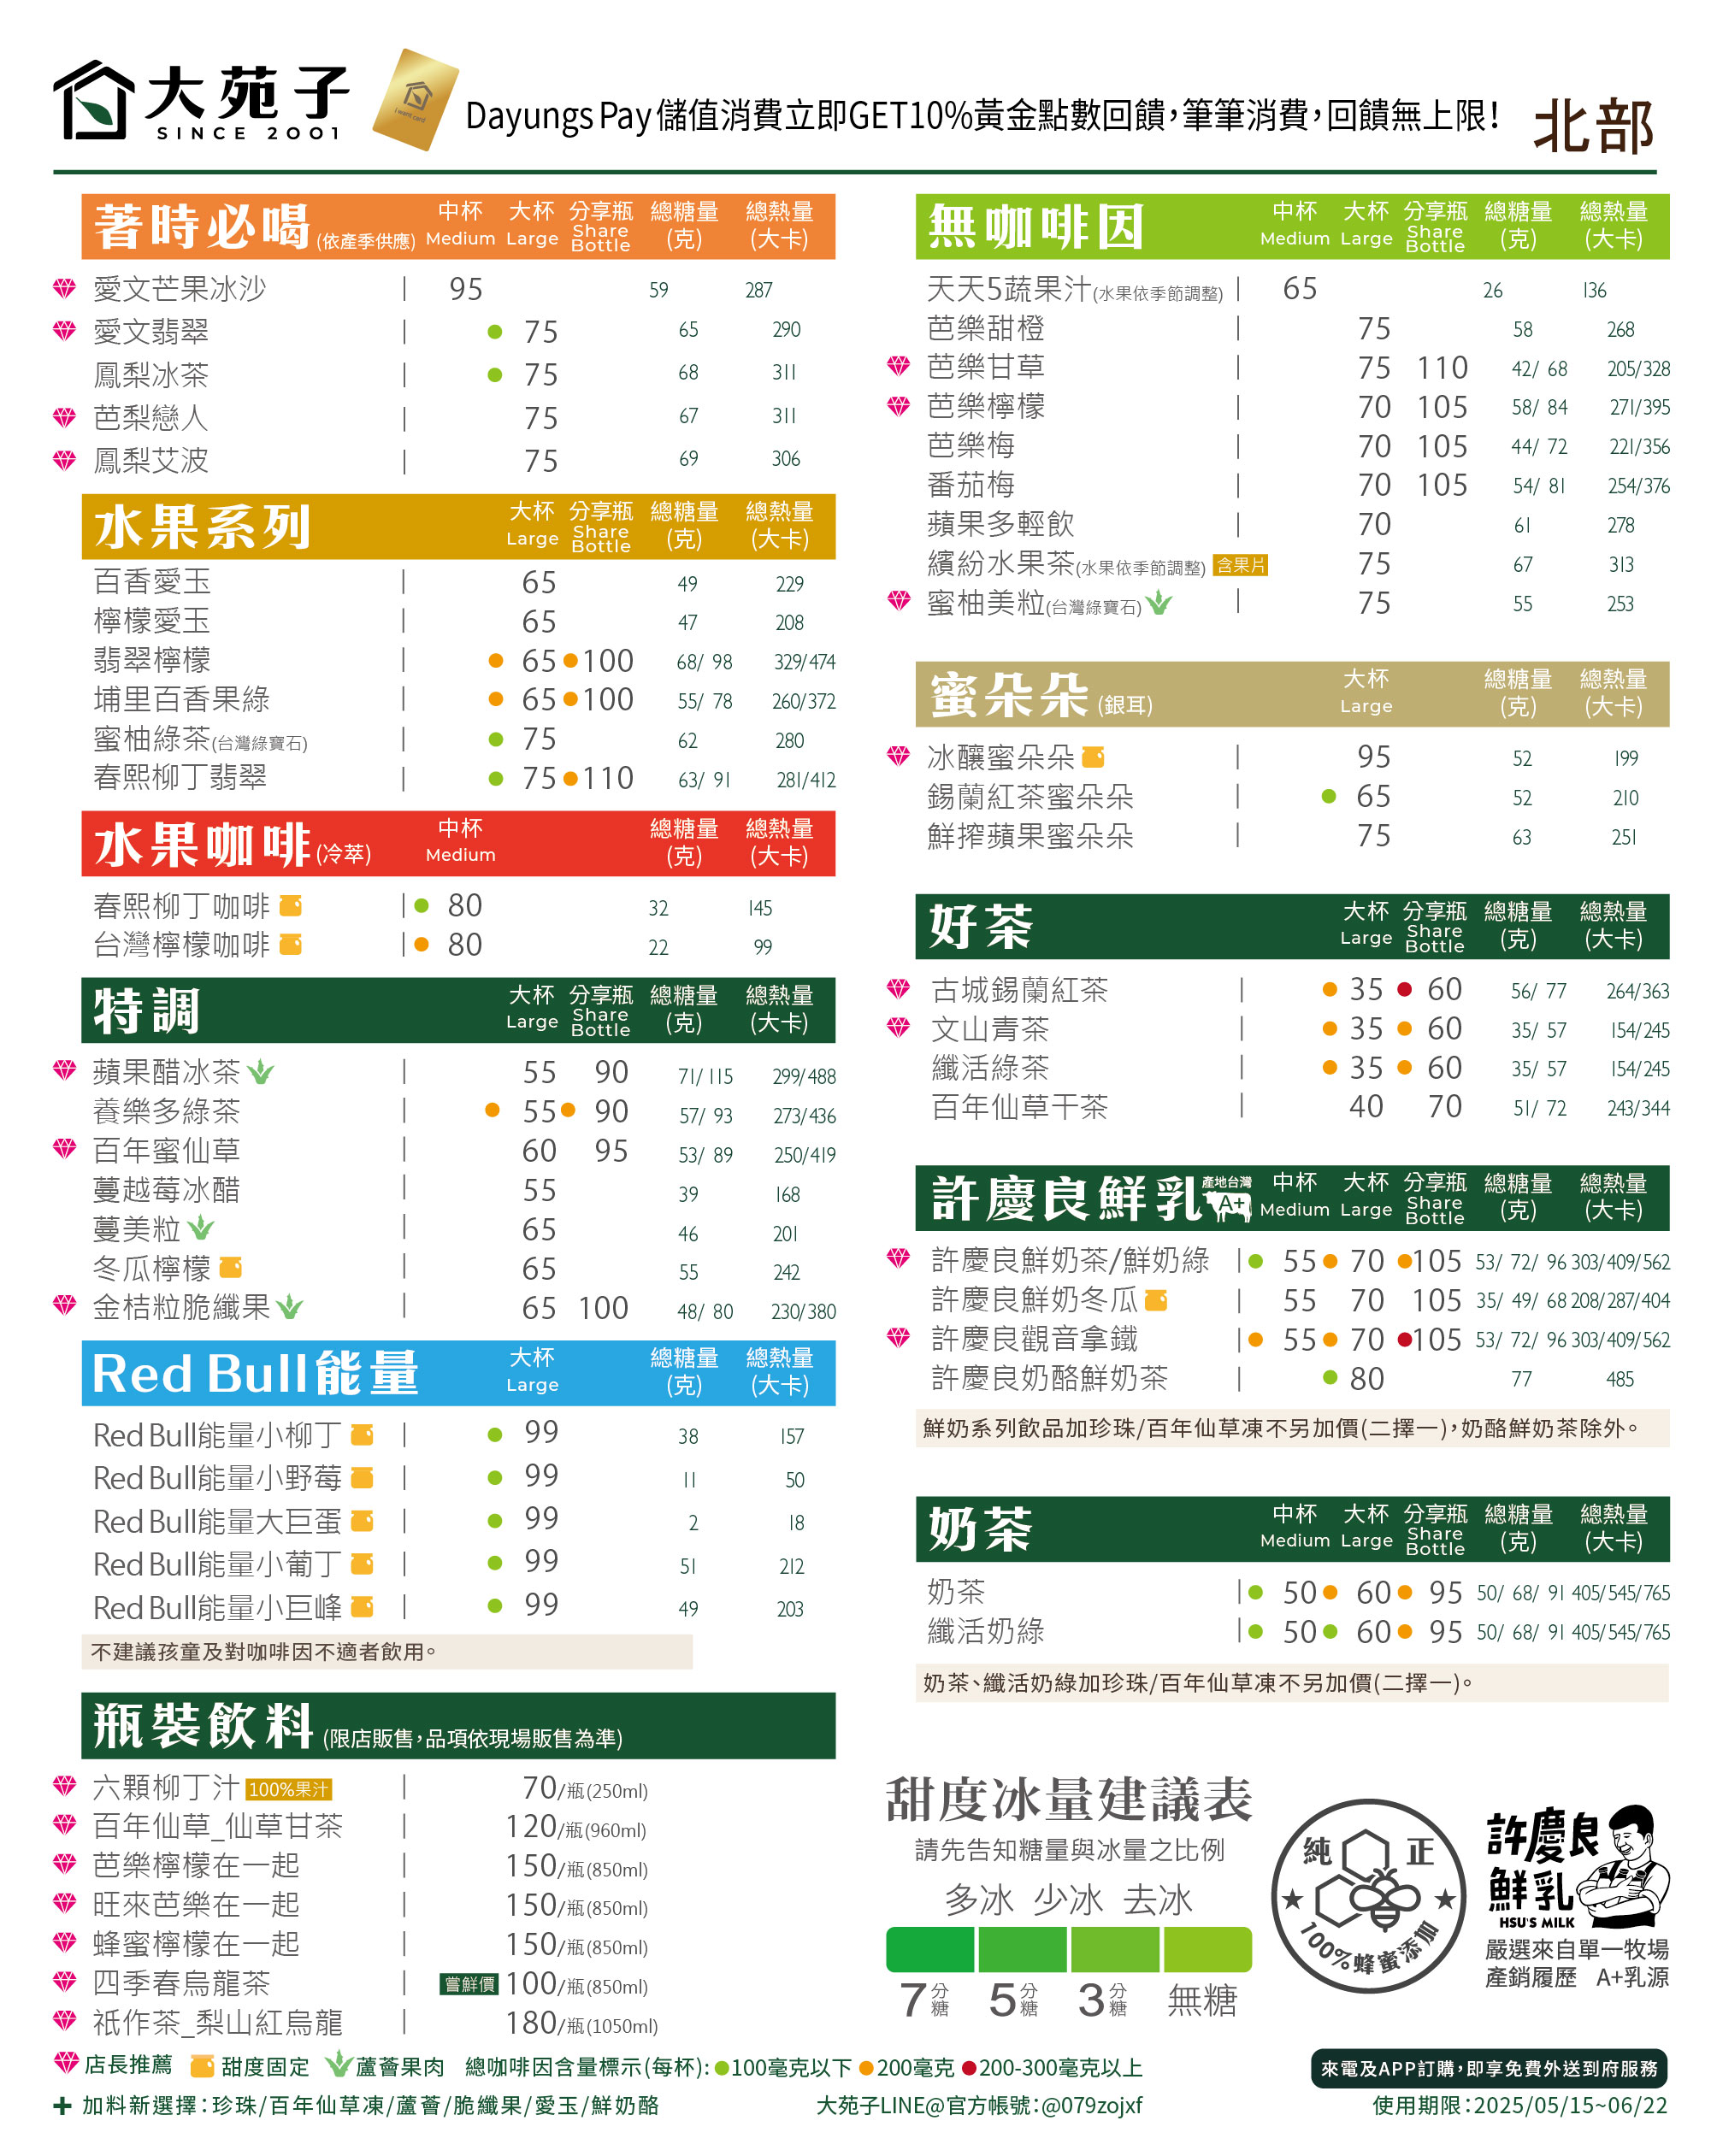 大苑子
SINCE 2001
i want card
Dayungs Pay儲值消費立即GET10%黃金點數回饋，筆筆消費，回饋無上限！ 北部
著時必喝(依產季供應) 中杯 Medium 大杯 Large 分享瓶 Share Bottle 總糖量(克) 總熱量(大卡)
愛文芒果冰沙 | 95 59 287
愛文翡翠 | 75 65 290
鳳梨冰茶 | 75 68 311
芭梨戀人 | 75 67 311
鳳梨艾波 | 75 69 306
水果系列 大杯 Large 分享瓶 Share Bottle 總糖量(克) 總熱量(大卡)
百香愛玉 | 65 49 229
檸檬愛玉 | 65 47 208
翡翠檸檬 | 65 100 68/ 98 329/474
埔里百香果綠 | 65 100 55/ 78 260/372
蜜柚綠茶(台灣綠寶石) | 75 62 280
春熙柳丁翡翠 | 75 110 63/ 91 281/412
水果咖啡(冷萃) 中杯 Medium 總糖量(克) 總熱量(大卡)
春熙柳丁咖啡 | 80 32 145
台灣檸檬咖啡 | 80 22 99
特調 大杯 Large 分享瓶 Share Bottle 總糖量(克) 總熱量(大卡)
蘋果醋冰茶 | 55 90 71/ 115 299/488
養樂多綠茶 | 55 90 57/ 93 273/436
百年蜜仙草 | 60 95 53/ 89 250/419
蔓越莓冰醋 | 55 39 168
蔓美粒 | 65 46 201
冬瓜檸檬 | 65 55 242
金桔粒脆纖果 | 65 100 48/ 80 230/380
Red Bull能量 大杯 Large 總糖量(克) 總熱量(大卡)
Red Bull能量小柳丁 | 99 38 157
Red Bull能量小野莓 | 99 11 50
Red Bull能量大巨蛋 | 99 2 18
Red Bull能量小葡丁 | 99 51 212
Red Bull能量小巨峰 | 99 49 203
不建議孩童及對咖啡因不適者飲用。
瓶裝飲料(限店販售，品項依現場販售為準)
六顆柳丁汁 100%果汁 | 70/瓶(250ml)
百年仙草_仙草甘茶 | 120/瓶(960ml)
芭樂檸檬在一起 | 150/瓶(850ml)
旺來芭樂在一起 | 150/瓶(850ml)
蜂蜜檸檬在一起 | 150/瓶(850ml)
四季春烏龍茶 | 嘗鮮價 100/瓶(850ml)
祇作茶_梨山紅烏龍 | 180/瓶(1050ml)
無咖啡因 中杯 Medium 大杯 Large 分享瓶 Share Bottle 總糖量(克) 總熱量(大卡)
天天5蔬果汁(水果依季節調整) | 65 26 136
芭樂甜橙 | 75 58 268
芭樂甘草 | 75 110 42/ 68 205/328
芭樂檸檬 | 70 105 58/ 84 271/395
芭樂梅 | 70 105 44/ 72 221/356
番茄梅 | 70 105 54/ 81 254/376
蘋果多輕飲 | 70 61 278
繽紛水果茶(水果依季節調整) 含果片 75 67 313
蜜柚美粒(台灣綠寶石) | 75 55 253
蜜朵朵(銀耳) 大杯 Large 總糖量(克) 總熱量(大卡)
冰釀蜜朵朵 | 95 52 199
錫蘭紅茶蜜朵朵 | 65 52 210
鮮搾蘋果蜜朵朵 | 75 63 251
好茶 大杯 Large 分享瓶 Share Bottle 總糖量(克) 總熱量(大卡)
古城錫蘭紅茶 | 35 60 56/ 77 264/363
文山青茶 | 35 60 35/ 57 154/245
纖活綠茶 | 35 60 35/ 57 154/245
百年仙草干茶 | 40 70 51/ 72 243/344
許慶良鮮乳 產地台灣 A+ 中杯 Medium 大杯 Large 分享瓶 Share Bottle 總糖量(克) 總熱量(大卡)
許慶良鮮奶茶/鮮奶綠 | 55 70 105 53/ 72/ 96 303/409/562
許慶良鮮奶冬瓜 | 55 70 105 35/ 49/ 68 208/287/404
許慶良觀音拿鐵 | 55 70 105 53/ 72/ 96 303/409/562
許慶良奶酪鮮奶茶 | 80 77 485
鮮奶系列飲品加珍珠/百年仙草凍不另加價(二擇一)，奶酪鮮奶茶除外。
奶茶 中杯 Medium 大杯 Large 分享瓶 Share Bottle 總糖量(克) 總熱量(大卡)
奶茶 | 50 60 95 50/ 68/ 91 405/545/765
纖活奶綠 | 50 60 95 50/ 68/ 91 405/545/765
奶茶、纖活奶綠加珍珠/百年仙草凍不另加價(二擇一)。
甜度冰量建議表
請先告知糖量與冰量之比例
多冰 少冰 去冰
7分糖 5分糖 3分糖 無糖
純正
100%蜂蜜添加
許慶良
鮮乳
HSU'S MILK
嚴選來自單一牧場
產銷履歷 A+乳源
店長推薦 甜度固定 蘆薈果肉 總咖啡因含量標示(每杯)：100毫克以下 200毫克 200-300毫克以上
來電及APP訂購，即享免費外送到府服務
+ 加料新選擇：珍珠/百年仙草凍/蘆薈/脆纖果/愛玉/鮮奶酪 大苑子LINE@官方帳號：@079zojxf 使用期限：2025/05/15~06/22